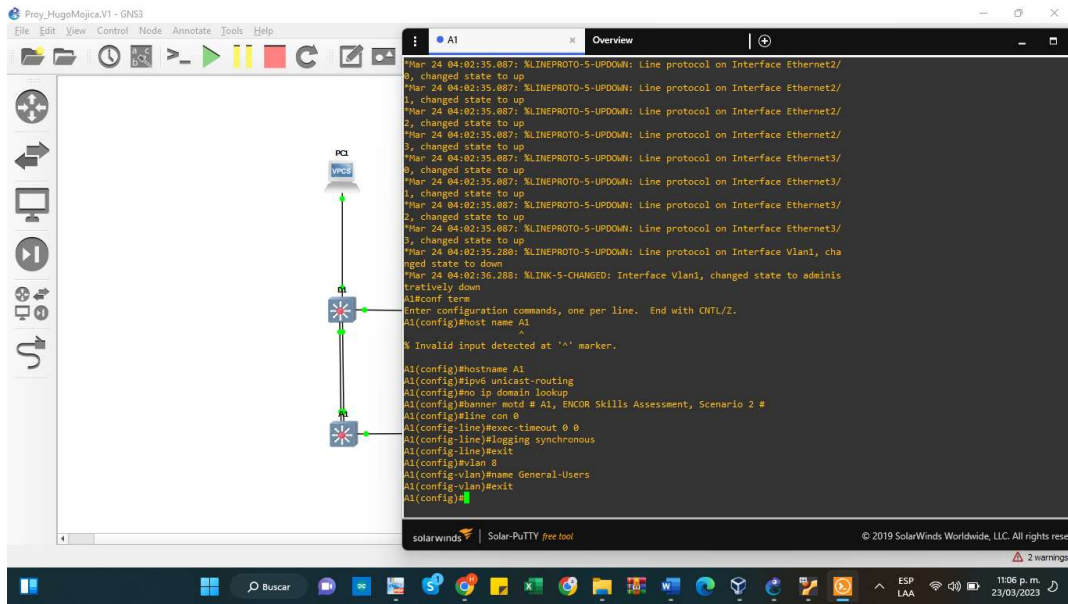 Proy_HugoMojica.V1 - GNS3
File Edit View Control Node Annotate Tools Help
A1
Overview
*Mar 24 04:02:35.087: %LINEPROTO-5-UPDOWN: Line protocol on Interface Ethernet2/
0, changed state to up
*Mar 24 04:02:35.087: %LINEPROTO-5-UPDOWN: Line protocol on Interface Ethernet2/
1, changed state to up
*Mar 24 04:02:35.087: %LINEPROTO-5-UPDOWN: Line protocol on Interface Ethernet2/
2, changed state to up
*Mar 24 04:02:35.087: %LINEPROTO-5-UPDOWN: Line protocol on Interface Ethernet2/
3, changed state to up
*Mar 24 04:02:35.087: %LINEPROTO-5-UPDOWN: Line protocol on Interface Ethernet3/
0, changed state to up
*Mar 24 04:02:35.087: %LINEPROTO-5-UPDOWN: Line protocol on Interface Ethernet3/
1, changed state to up
*Mar 24 04:02:35.087: %LINEPROTO-5-UPDOWN: Line protocol on Interface Ethernet3/
2, changed state to up
*Mar 24 04:02:35.087: %LINEPROTO-5-UPDOWN: Line protocol on Interface Ethernet3/
3, changed state to up
*Mar 24 04:02:35.280: %LINEPROTO-5-UPDOWN: Line protocol on Interface Vlan1, cha
nged state to down
*Mar 24 04:02:36.288: %LINK-5-CHANGED: Interface Vlan1, changed state to adminis
tratively down
A1#conf term
Enter configuration commands, one per line. End with CNTL/Z.
A1(config)#host name A1
^
% Invalid input detected at '^' marker.
A1(config)#hostname A1
A1(config)#ipv6 unicast-routing
A1(config)#no ip domain lookup
A1(config)#banner motd # A1, ENCOR Skills Assessment, Scenario 2 #
A1(config)#line con 0
A1(config-line)#exec-timeout 0 0
A1(config-line)#logging synchronous
A1(config-line)#exit
A1(config)#vlan 8
A1(config-vlan)#name General-Users
A1(config-vlan)#exit
A1(config)#
PC1
VPCS
A1
solarwinds | Solar-PuTTY free tool
© 2019 SolarWinds Worldwide, LLC. All rights rese
2 warnings
Buscar
ESP
LAA
11:06 p. m.
23/03/2023